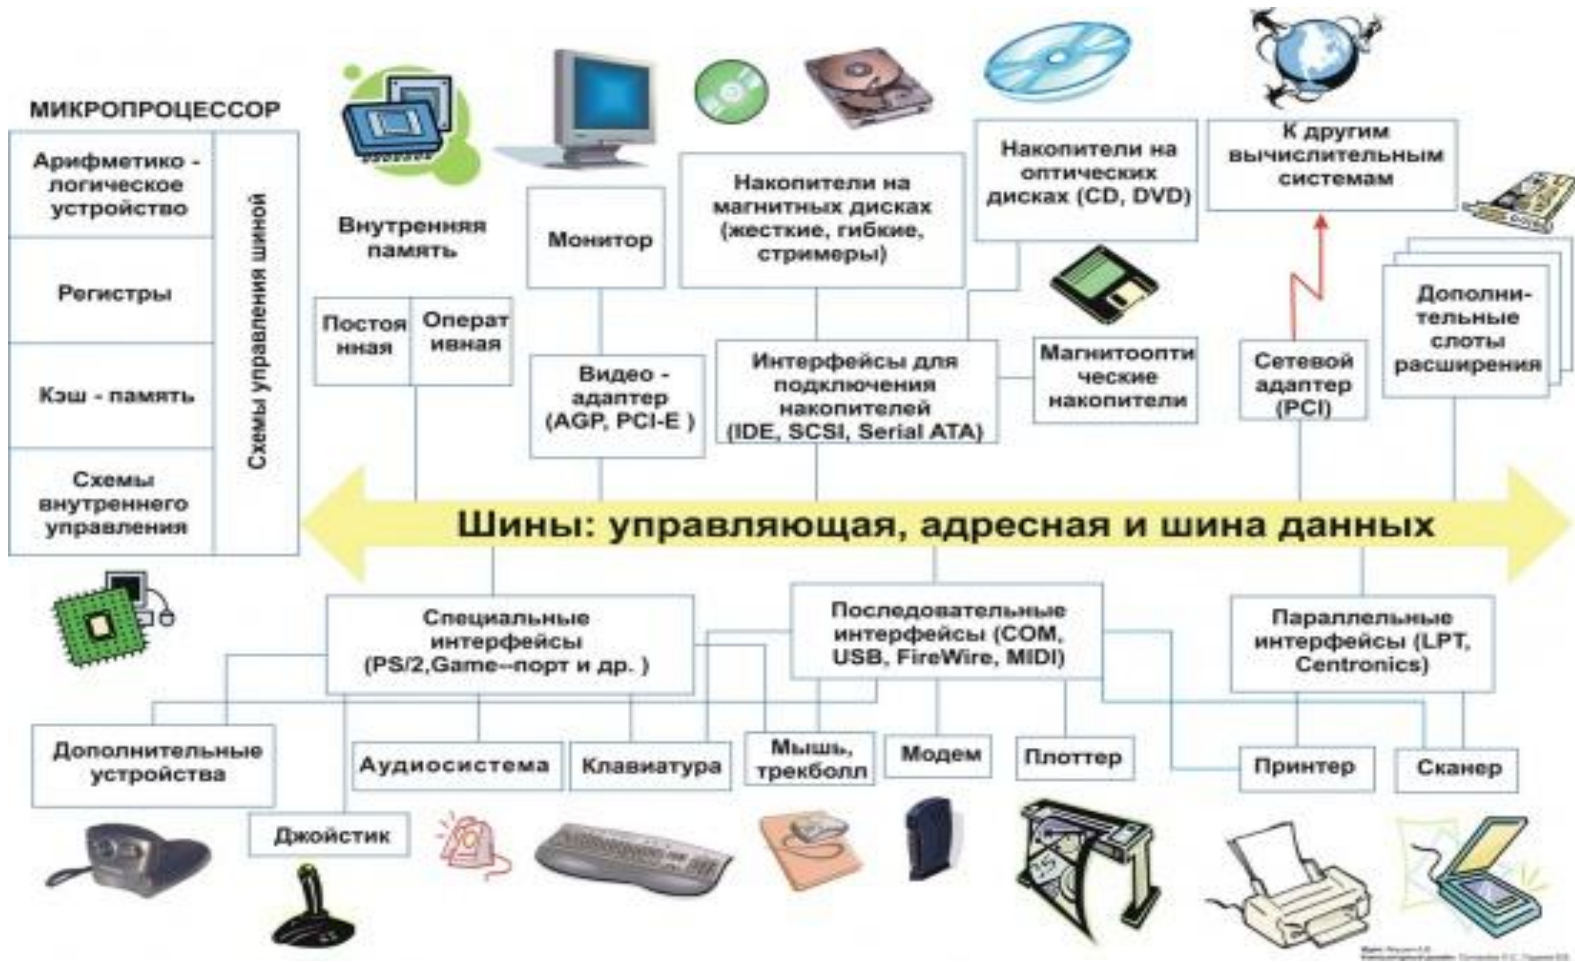 МИКРОПРОЦЕССОР
Арифметико -
логическое
устройство
Регистры
Кэш - память
Схемы
внутреннего
управления
Схемы управления шиной
Внутренняя
память
Постоя
нная
Операт
ивная
Монитор
Видео -
адаптер
(AGP, PCI-E )
Накопители на
магнитных дисках
(жесткие, гибкие,
стримеры)
Накопители на
оптических
дисках (CD, DVD)
Интерфейсы для
подключения
накопителей
(IDE, SCSI, Serial ATA)
Магнитоопти
ческие
накопители
К другим
вычислительным
системам
Сетевой
адаптер
(PCI)
Дополни-
тельные
слоты
расширения
Шины: управляющая, адресная и шина данных
Специальные
интерфейсы
(PS/2,Game--порт и др. )
Последовательные
интерфейсы (COM,
USB, FireWire, MIDI)
Параллельные
интерфейсы (LPT,
Centronics)
Дополнительные
устройства
Джойстик
Аудиосистема
Клавиатура
Мышь,
трекболл
Модем
Плоттер
Принтер
Сканер